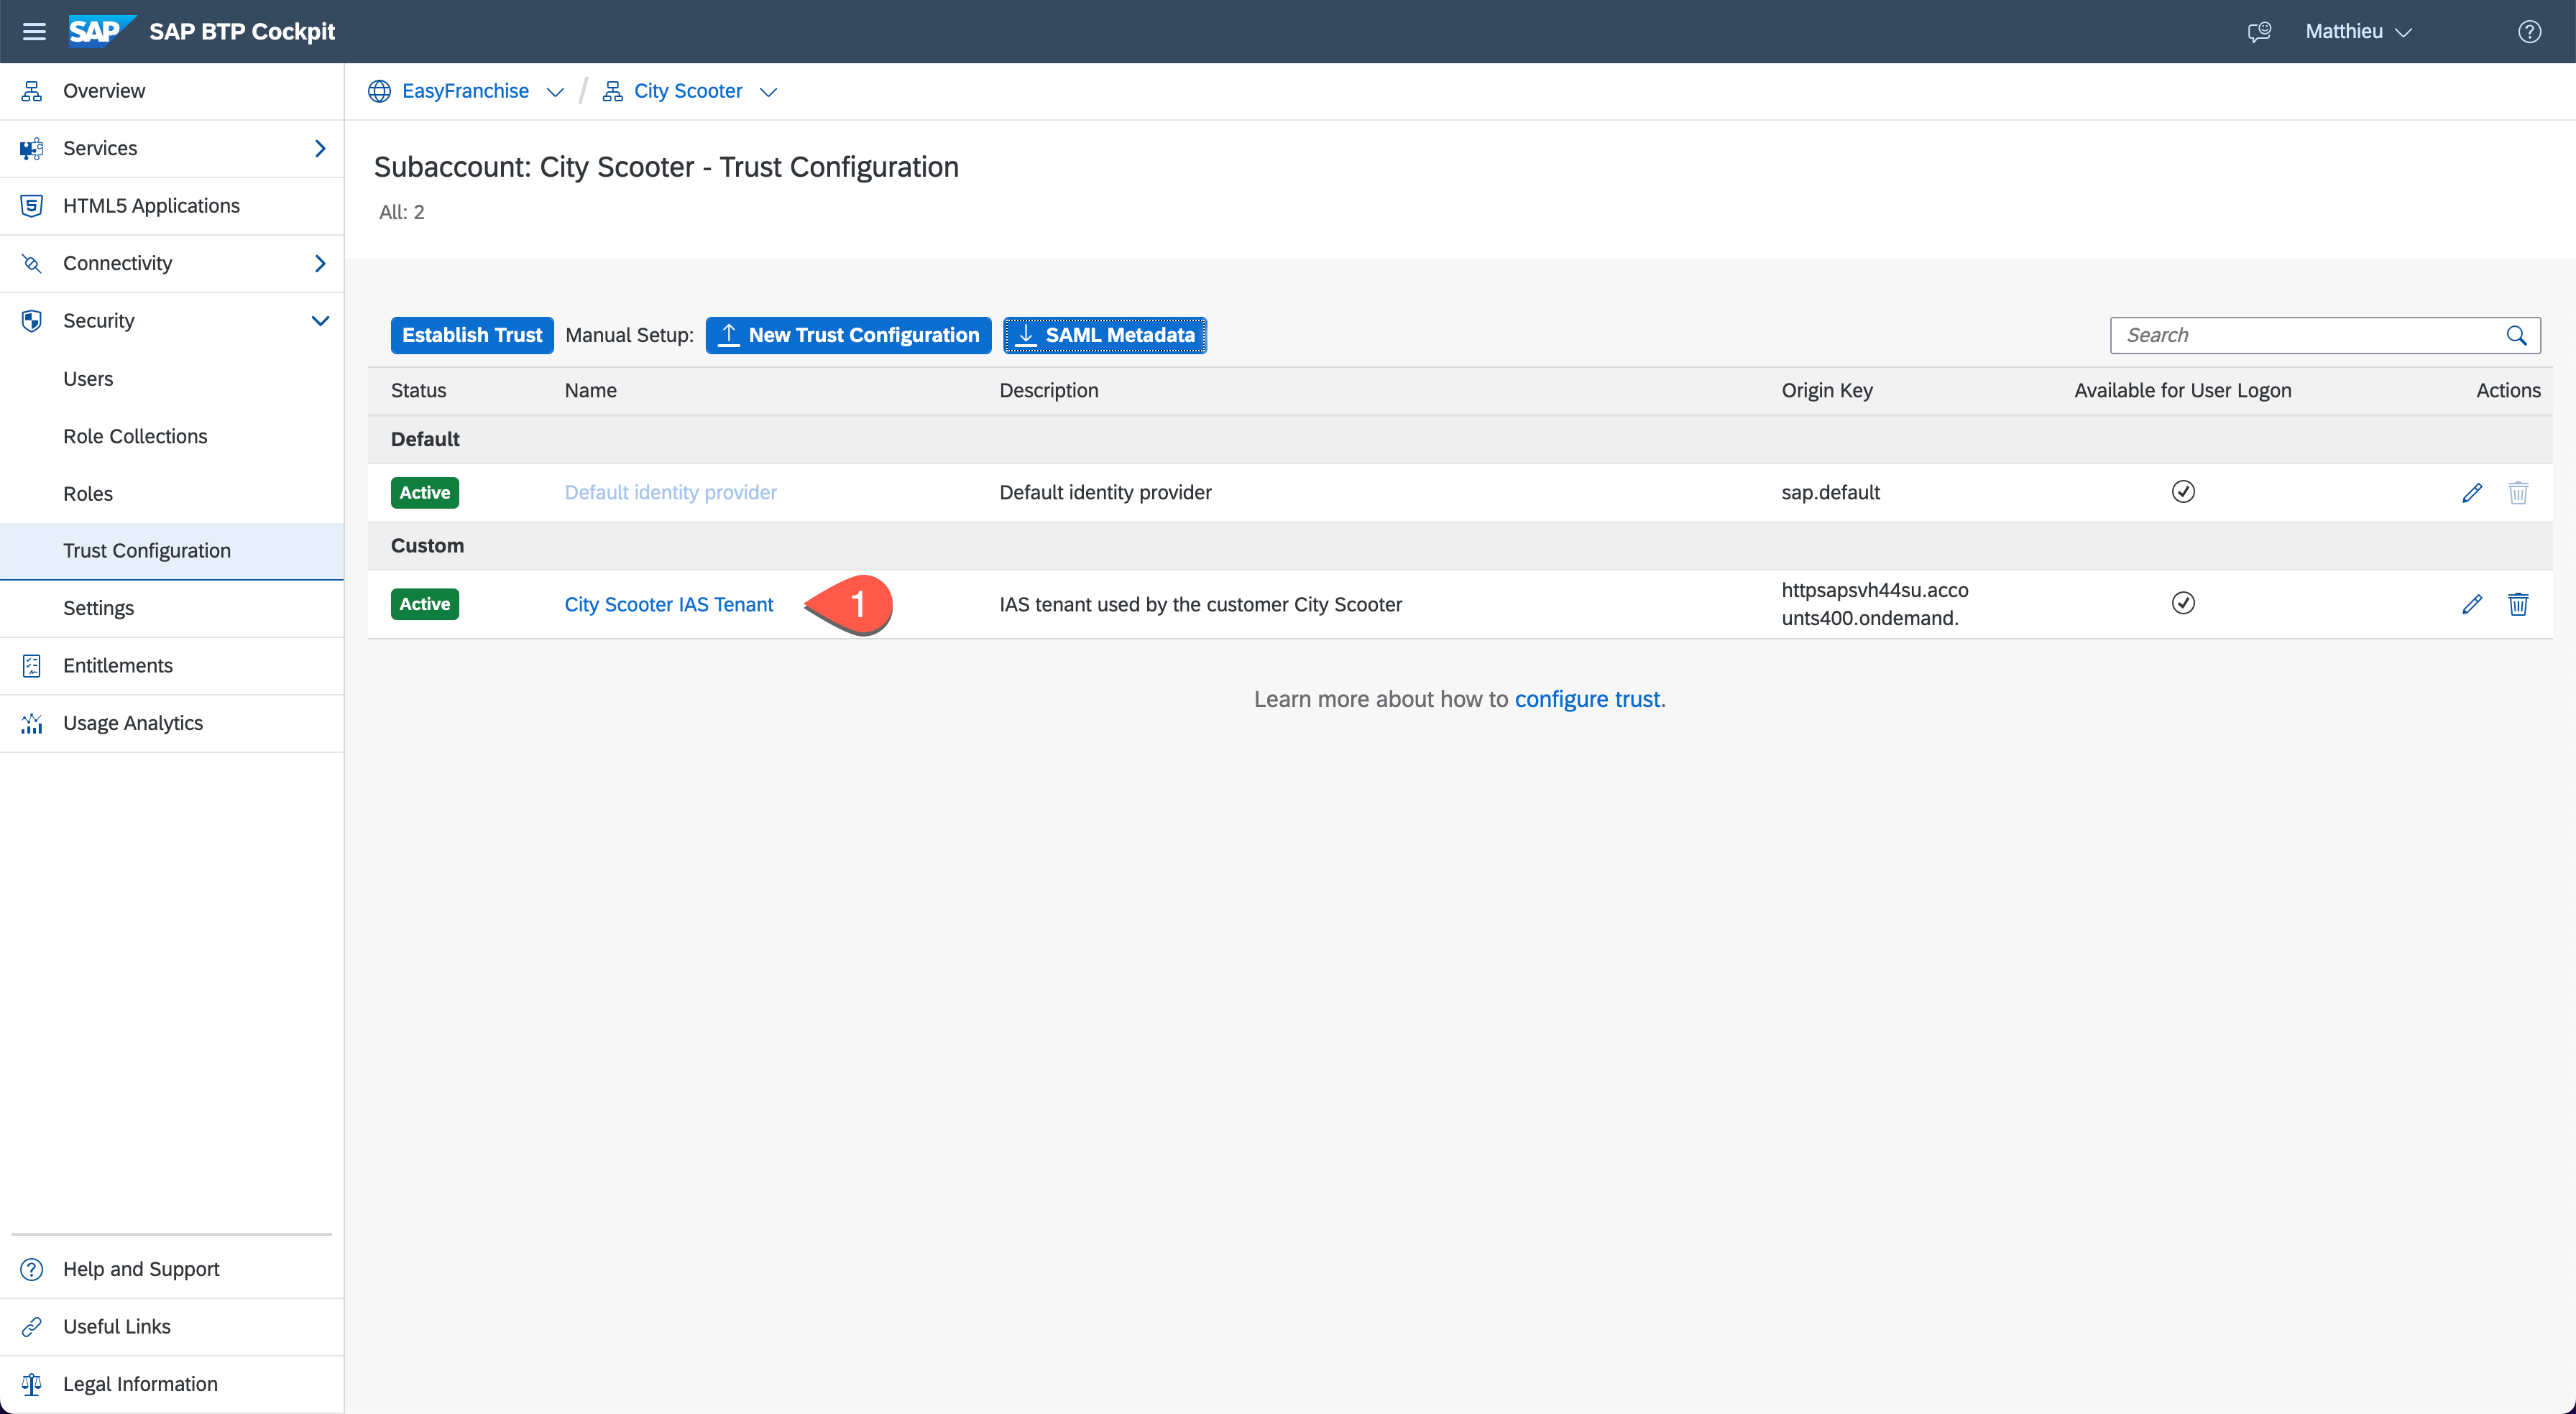 SAP SAP BTP Cockpit
Matthieu
Overview
Services
HTML5 Applications
Connectivity
Security
Users
Role Collections
Roles
Trust Configuration
Settings
Entitlements
Usage Analytics
Help and Support
Useful Links
Legal Information
EasyFranchise / City Scooter
Subaccount: City Scooter - Trust Configuration
All: 2
Establish Trust Manual Setup: New Trust Configuration SAML Metadata Search
Status Name Description Origin Key Available for User Logon Actions
Default
Active Default identity provider Default identity provider sap.default
Custom
Active City Scooter IAS Tenant 1 IAS tenant used by the customer City Scooter httpsapsvh44su.acco
unts400.ondemand.
Learn more about how to configure trust.